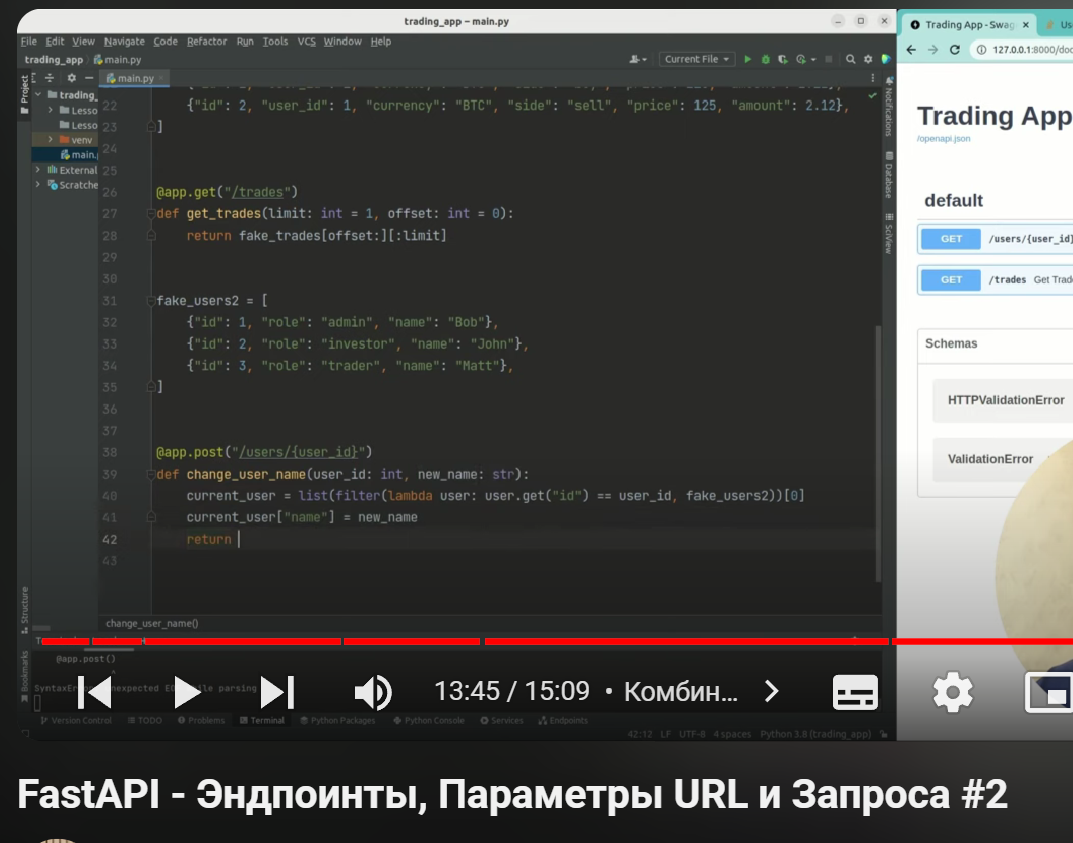 trading_app – main.py
File Edit View Navigate Code Refactor Run Tools VCS Window Help
trading_app main.py
Current File
Project
trading_
Lesso
Lesso
venv
main.p
External
Scratche
Structure
Bookmarks
main.py
22 {"id": 2, "user_id": 1, "currency": "BTC", "side": "sell", "price": 125, "amount": 2.12},
23 ]
24
25
26 @app.get("/trades")
27 def get_trades(limit: int = 1, offset: int = 0):
28 return fake_trades[offset:][:limit]
29
30
31 fake_users2 = [
32 {"id": 1, "role": "admin", "name": "Bob"},
33 {"id": 2, "role": "investor", "name": "John"},
34 {"id": 3, "role": "trader", "name": "Matt"},
35 ]
36
37
38 @app.post("/users/{user_id}")
39 def change_user_name(user_id: int, new_name: str):
40 current_user = list(filter(lambda user: user.get("id") == user_id, fake_users2))[0]
41 current_user["name"] = new_name
42 return
43
change_user_name()
Notifications
Database
SciView
@app.post()
13:45 / 15:09 • Комбин...
Version Control TODO Problems Terminal Python Packages Python Console Services Endpoints
42:12 LF UTF-8 4 spaces Python 3.8 (trading_app)
Trading App - Swag
Us
127.0.0.1:8000/doc
Trading App
/openapi.json
default
GET /users/{user_id}
GET /trades Get Trad
Schemas
HTTPValidationError
ValidationError
FastAPI - Эндпоинты, Параметры URL и Запроса #2